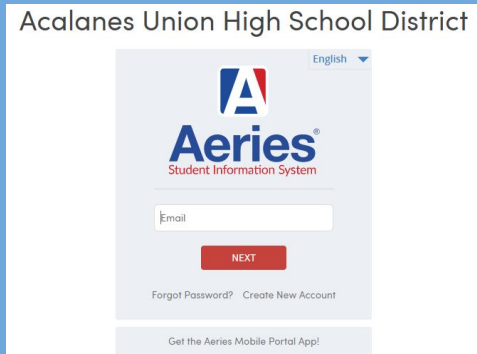 Acalanes Union High School District
English
Aeries®
Student Information System
Email
NEXT
Forgot Password? Create New Account
Get the Aeries Mobile Portal App!